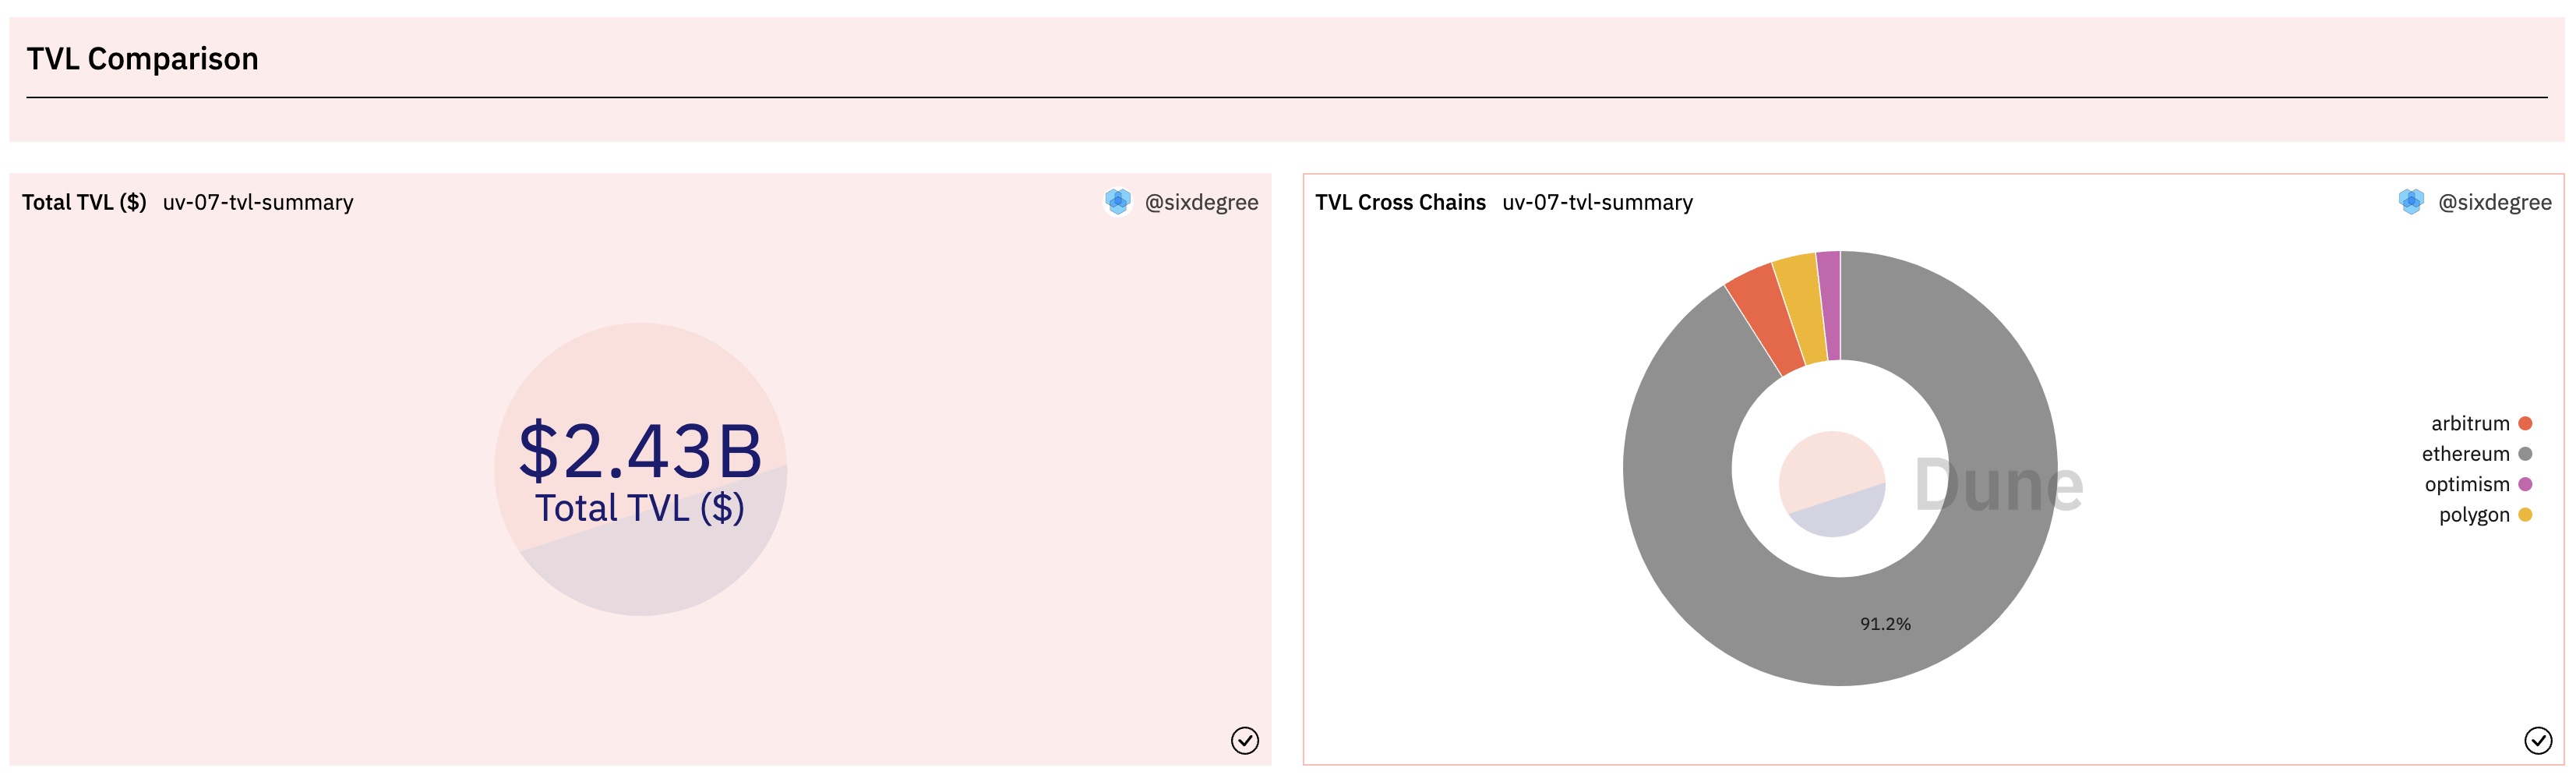 TVL Comparison
Total TVL ($) uv-07-tvl-summary @sixdegree
$2.43B
Total TVL ($)
TVL Cross Chains uv-07-tvl-summary @sixdegree
Dune
91.2%
arbitrum
ethereum
optimism
polygon